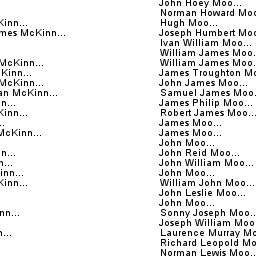 John Hoey Moo...
Norman Howard Moo
Kinn... Hugh Moo...
mes McKinn... Joseph Humbert Moo
Ivan William Moo...
William James Moo...
McKinn... William James Moo...
Kinn... James Troughton Mo
McKinn... John James Moo...
an McKinn... Samuel James Moo...
nn... James Philip Moo...
Kinn... Robert James Moo...
... James Moo...
McKinn... James Moo...
John Moo...
nn... John Reid Moo...
n... John William Moo...
inn... John Moo...
Kinn... William John Moo...
John Leslie Moo...
John Moo...
nn... Sonny Joseph Moo...
Joseph William Moo
n... Laurence Murray Mo
Richard Leopold Mo
Norman Lewis Moo...